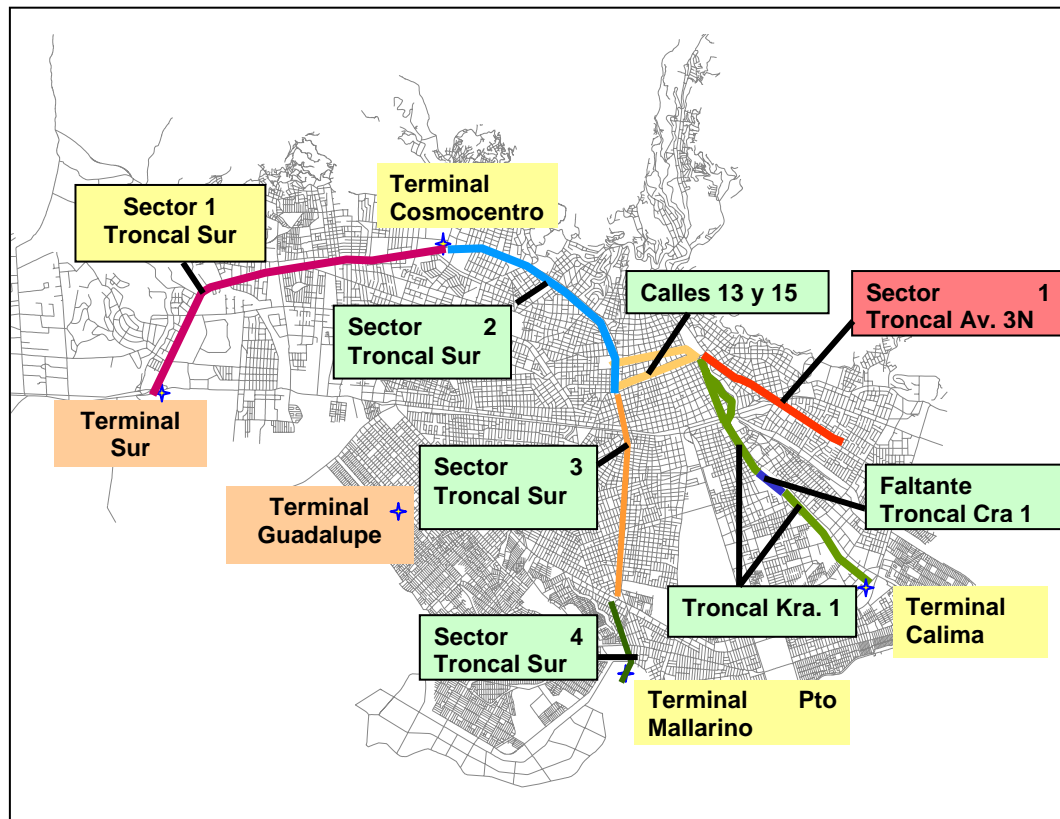 Terminal
Cosmocentro
Sector 1
Troncal Sur
Calles 13 y 15
Sector 1
Troncal Av. 3N
Sector 2
Troncal Sur
Terminal
Sur
Sector 3
Troncal Sur
Faltante
Troncal Cra 1
Terminal
Guadalupe
Troncal Kra. 1
Terminal
Calima
Sector 4
Troncal Sur
Terminal Pto
Mallarino